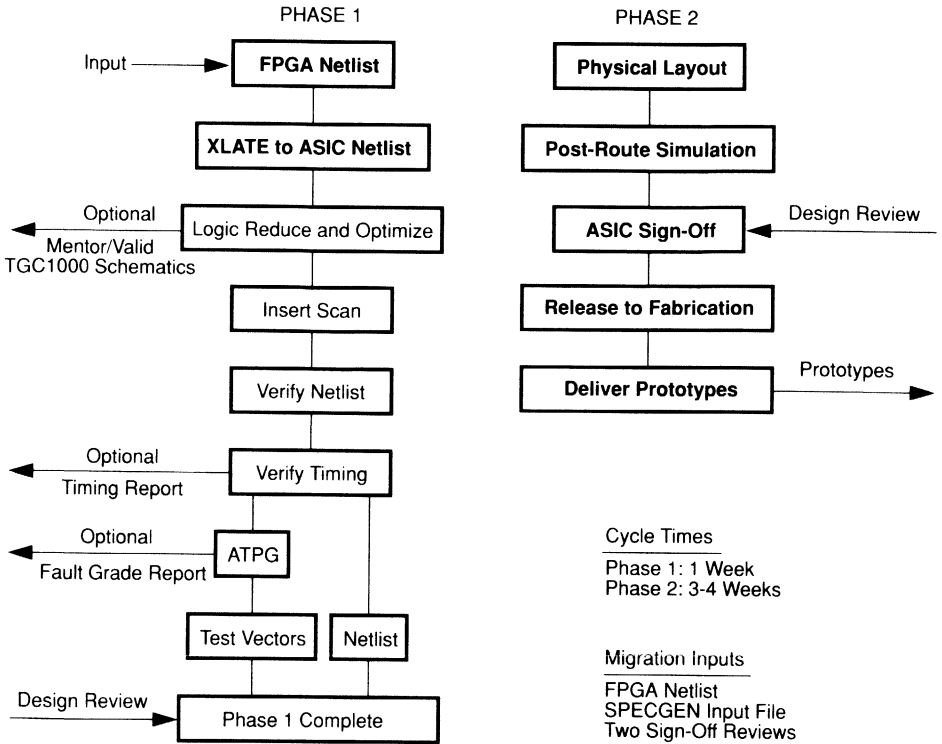 PHASE 1
Input
FPGA Netlist
XLATE to ASIC Netlist
Optional
Mentor/Valid
TGC1000 Schematics
Logic Reduce and Optimize
Insert Scan
Verify Netlist
Optional
Timing Report
Verify Timing
Optional
Fault Grade Report
ATPG
Test Vectors
Netlist
Design Review
Phase 1 Complete
PHASE 2
Physical Layout
Post-Route Simulation
ASIC Sign-Off
Design Review
Release to Fabrication
Deliver Prototypes
Prototypes
Cycle Times
Phase 1: 1 Week
Phase 2: 3-4 Weeks
Migration Inputs
FPGA Netlist
SPECGEN Input File
Two Sign-Off Reviews